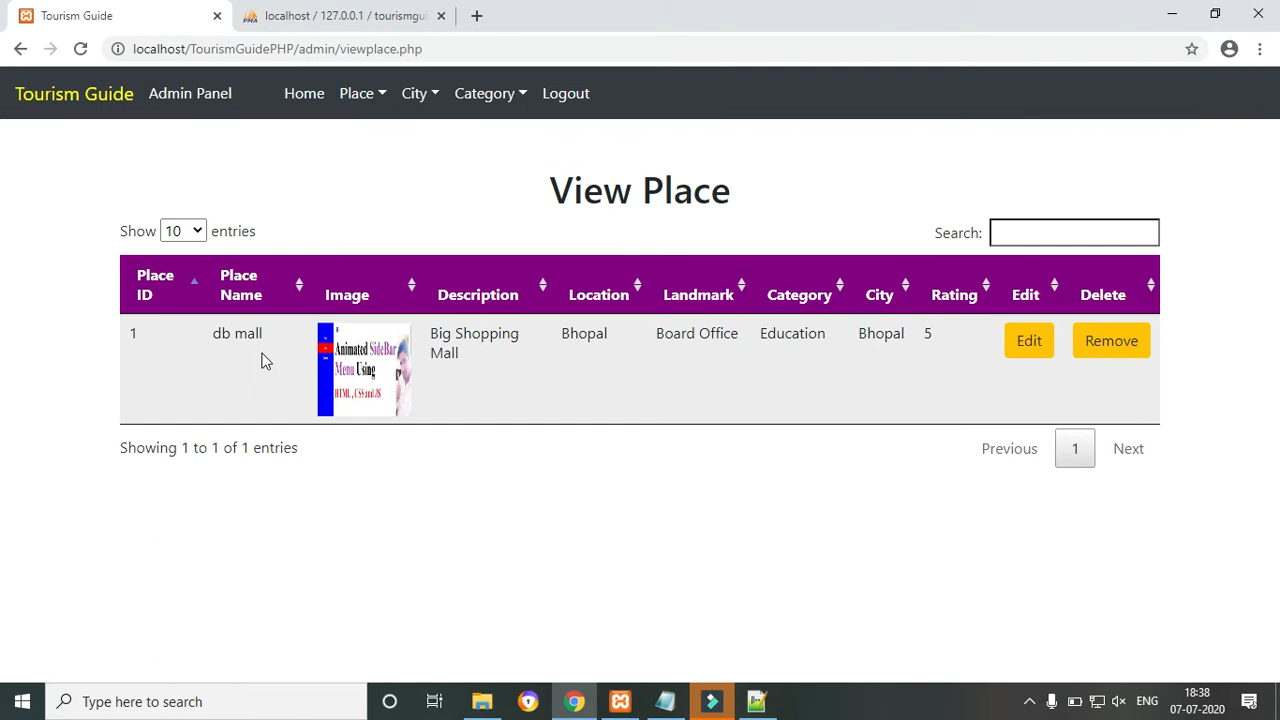 Tourism Guide
localhost / 127.0.0.1 / tourismgu
localhost/TourismGuidePHP/admin/viewplace.php
Tourism Guide Admin Panel Home Place City Category Logout
View Place
Show 10 entries
Search:
Place ID Place Name Image Description Location Landmark Category City Rating Edit Delete
1 db mall Big Shopping Mall Bhopal Board Office Education Bhopal 5 Edit Remove
Animated SideBar
Menu Using
HTML , CSS and JS
Showing 1 to 1 of 1 entries
Previous 1 Next
Type here to search
ENG
18:38
07-07-2020